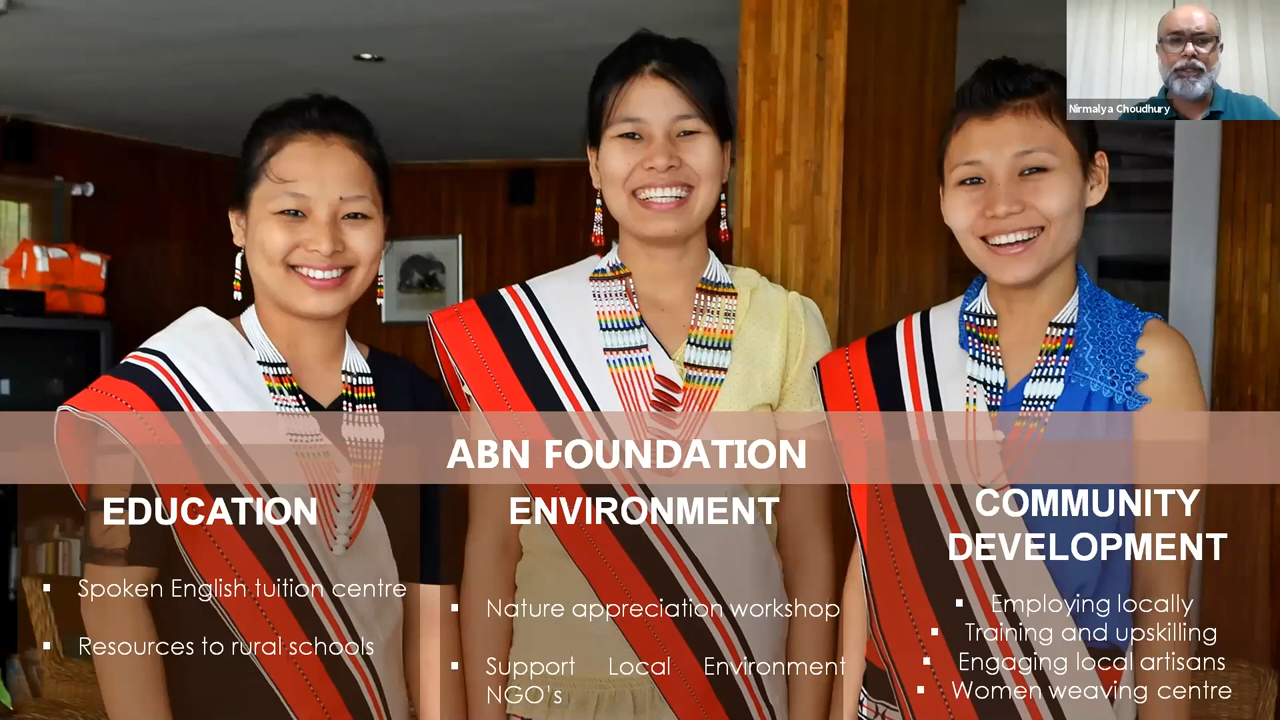 Nirmalya Choudhury
ABN FOUNDATION
EDUCATION
▪ Spoken English tuition centre
▪ Resources to rural schools
ENVIRONMENT
▪ Nature appreciation workshop
▪ Support Local Environment
NGO's
COMMUNITY
DEVELOPMENT
▪ Employing locally
▪ Training and upskilling
▪ Engaging local artisans
▪ Women weaving centre